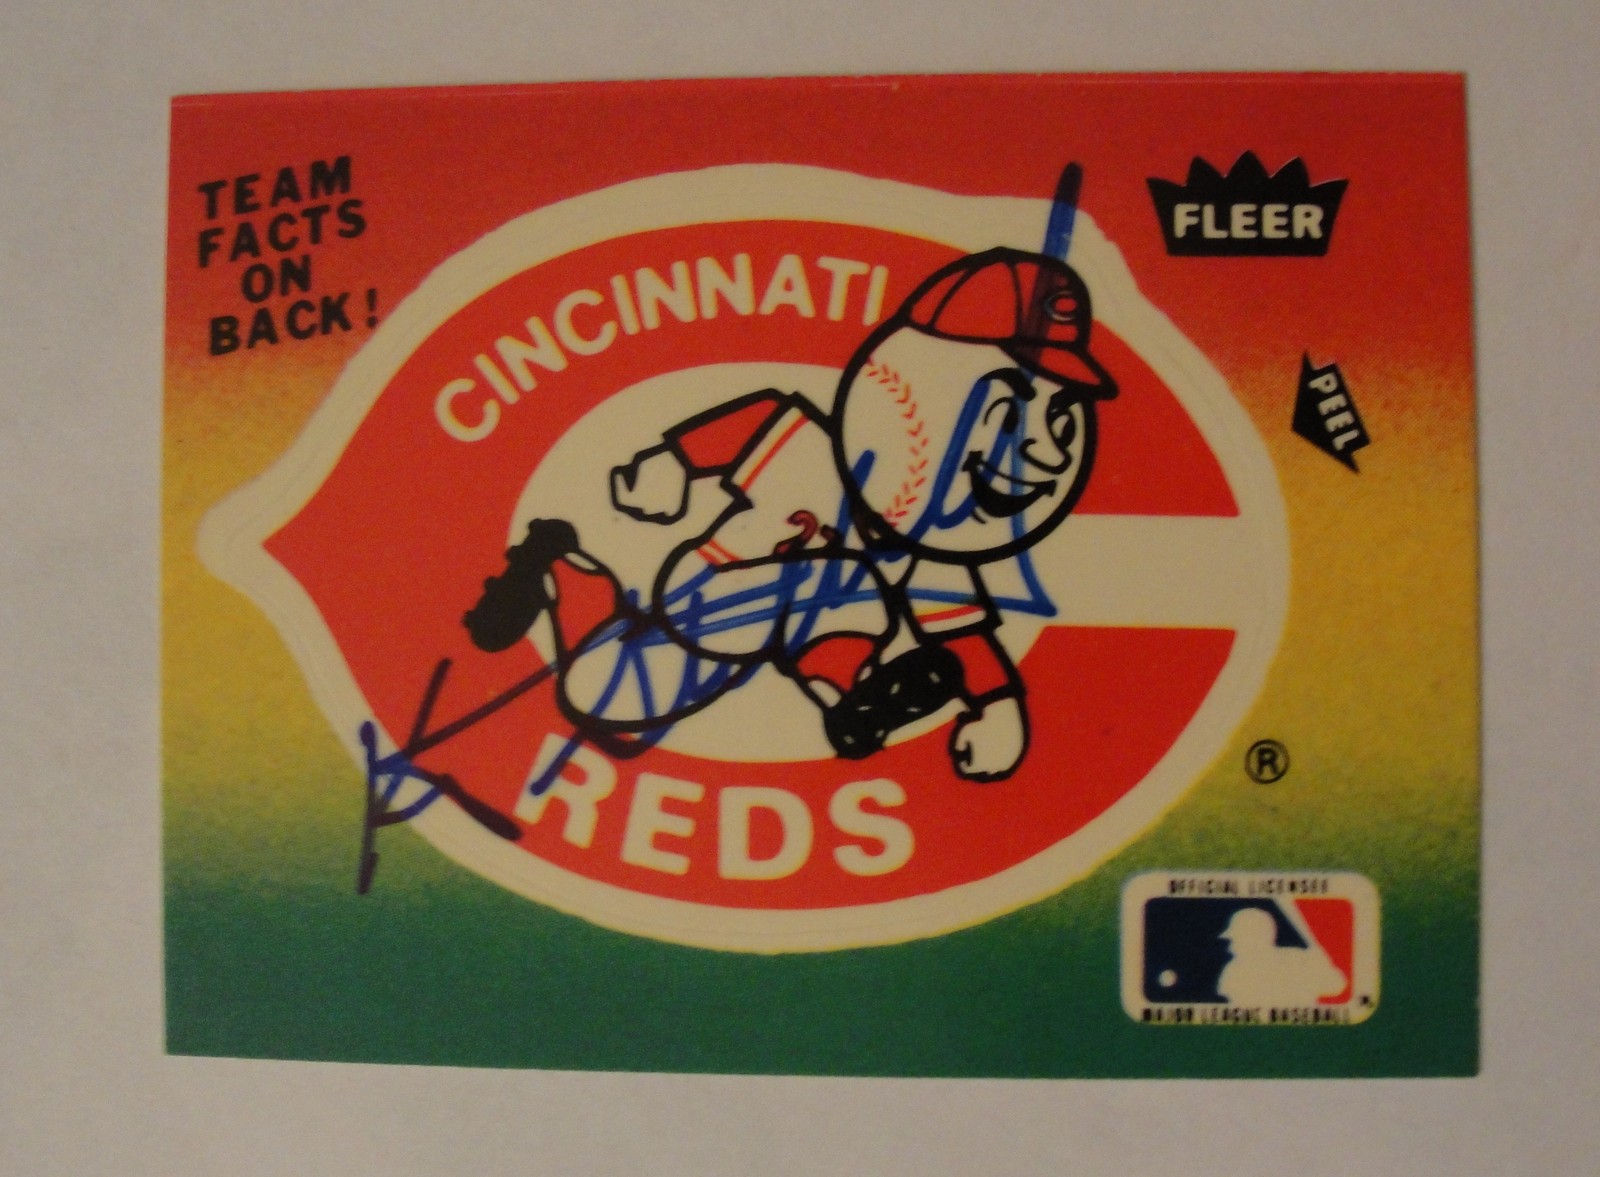 TEAM
FACTS
ON
BACK!
FLEER
CINCINNATI
C
PEEL
REDS
®
OFFICIAL LICENSEE
MAJOR LEAGUE BASEBALL